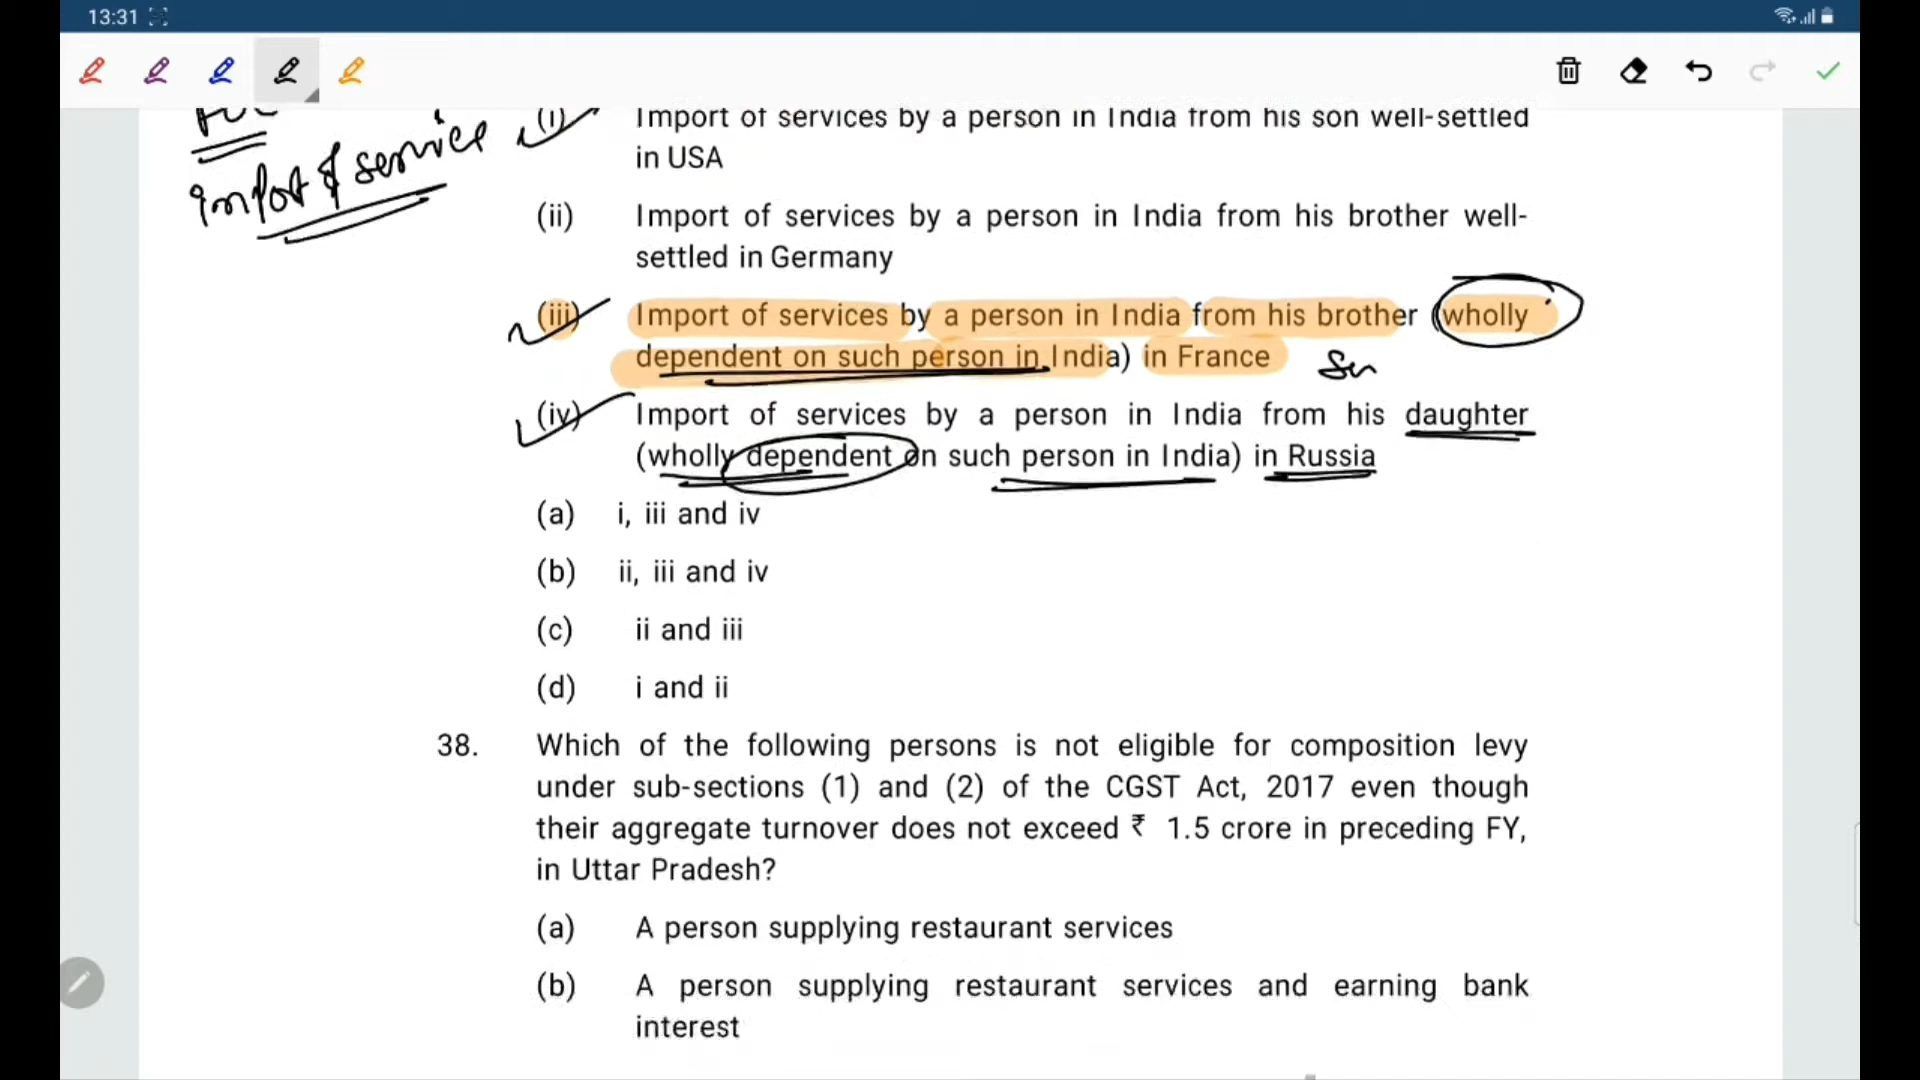 13:31
import of service
(i) Import of services by a person in India from his son well-settled
in USA
(ii) Import of services by a person in India from his brother well-
settled in Germany
(iii) Import of services by a person in India from his brother (wholly
dependent on such person in India) in France
(iv) Import of services by a person in India from his daughter
(wholly dependent on such person in India) in Russia
(a) i, iii and iv
(b) ii, iii and iv
(c) ii and iii
(d) i and ii
38. Which of the following persons is not eligible for composition levy
under sub-sections (1) and (2) of the CGST Act, 2017 even though
their aggregate turnover does not exceed ₹ 1.5 crore in preceding FY,
in Uttar Pradesh?
(a) A person supplying restaurant services
(b) A person supplying restaurant services and earning bank
interest